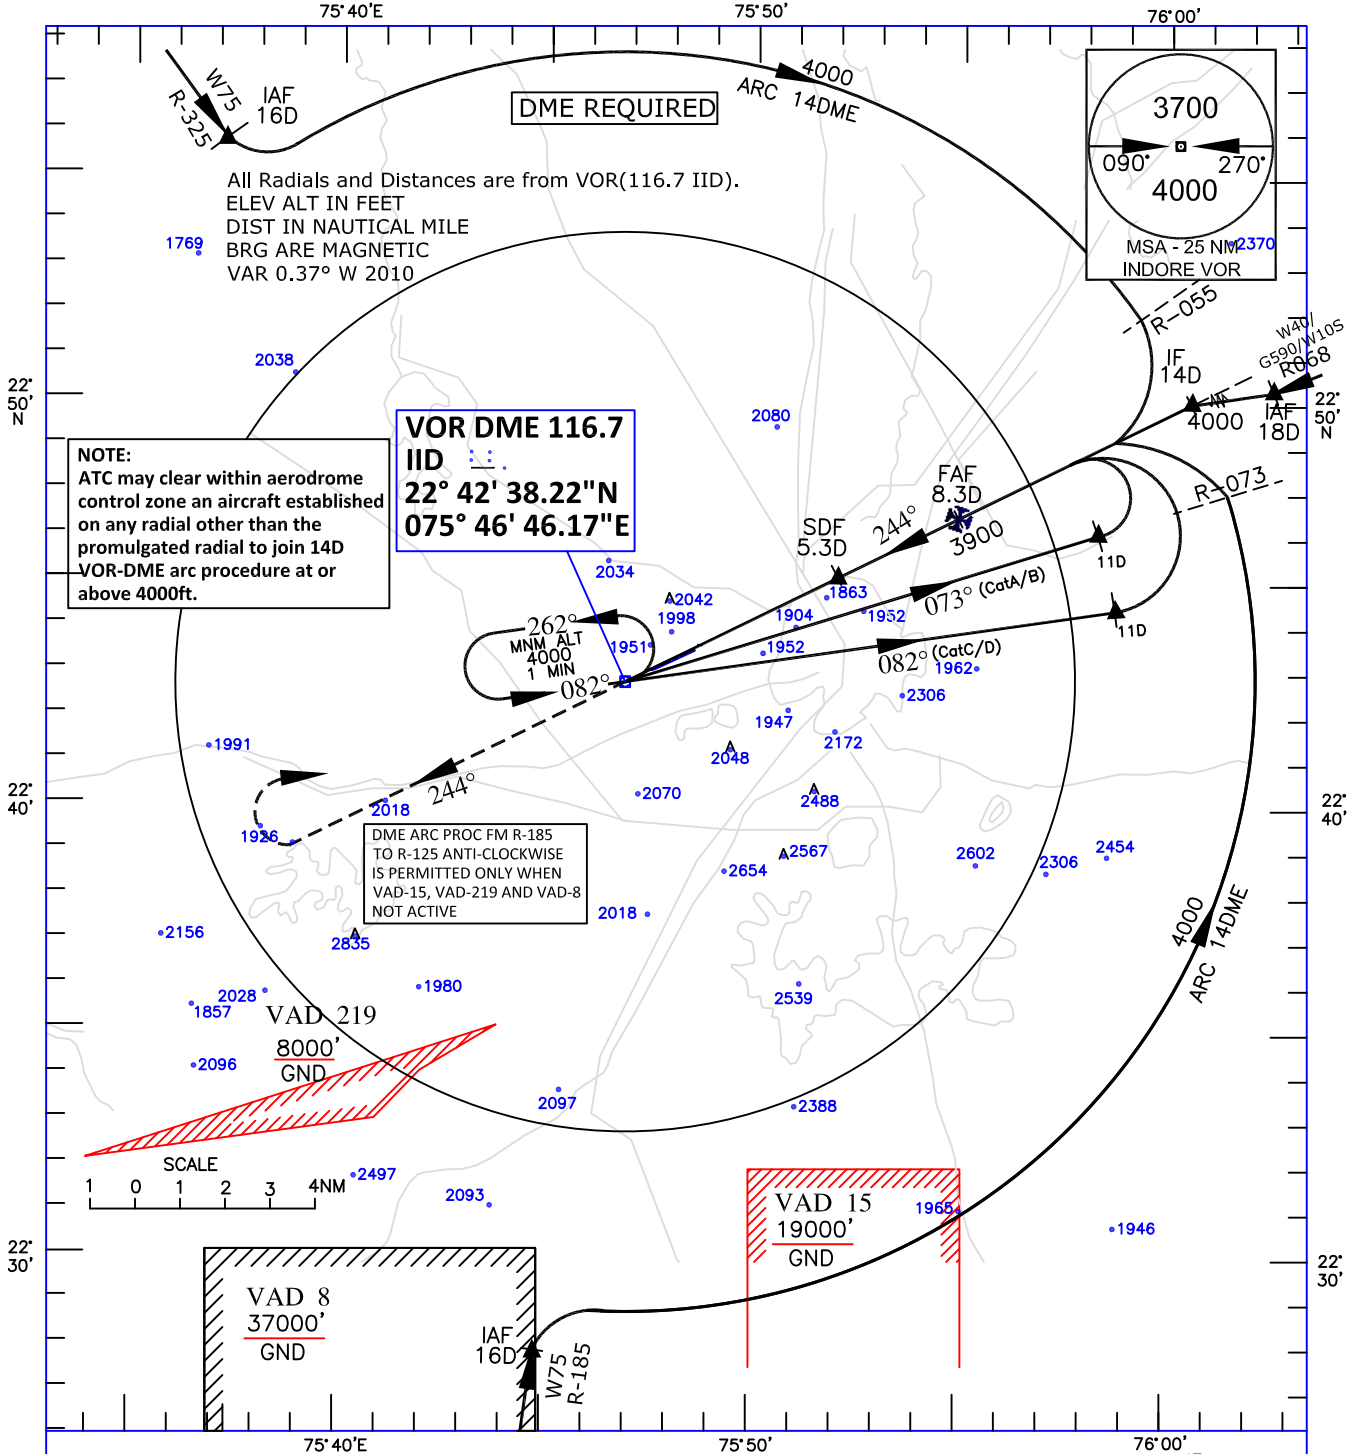 75°40'E
75°50'
76°00'
W75
R-325
IAF
16D
4000
ARC 14DME
DME REQUIRED
3700
090°
270°
4000
MSA - 25 NM
INDORE VOR
2370
All Radials and Distances are from VOR(116.7 IID).
ELEV ALT IN FEET
DIST IN NAUTICAL MILE
BRG ARE MAGNETIC
VAR 0.37° W 2010
1769
2038
R-055
W40/
G590/W10S
R068
IF
14D
4000
IAF
18D
22°
50'
N
22°
50'
N
2080
VOR DME 116.7
IID
22° 42' 38.22"N
075° 46' 46.17"E
NOTE:
ATC may clear within aerodrome
control zone an aircraft established
on any radial other than the
promulgated radial to join 14D
VOR-DME arc procedure at or
above 4000ft.
FAF
8.3D
3900
244°
SDF
5.3D
R-073
11D
073° (CatA/B)
11D
082° (CatC/D)
2034
2042
1998
1951
1863
1952
1904
1952
1962
2306
262°
MNM ALT
4000
1 MIN
082°
1947
2172
2048
1991
244°
2070
2488
2018
1926
22°
40'
22°
40'
DME ARC PROC FM R-185
TO R-125 ANTI-CLOCKWISE
IS PERMITTED ONLY WHEN
VAD-15, VAD-219 AND VAD-8
NOT ACTIVE
2567
2654
2602
2306
2454
2018
2156
2835
4000
ARC 14DME
1980
2028
1857
2539
VAD 219
8000'
GND
2096
2097
2388
SCALE
1 0 1 2 3 4NM
2497
2093
VAD 15
19000'
GND
1965
1946
22°
30'
22°
30'
VAD 8
37000'
GND
IAF
16D
W75
R-185
75°40'E
75°50'
76°00'